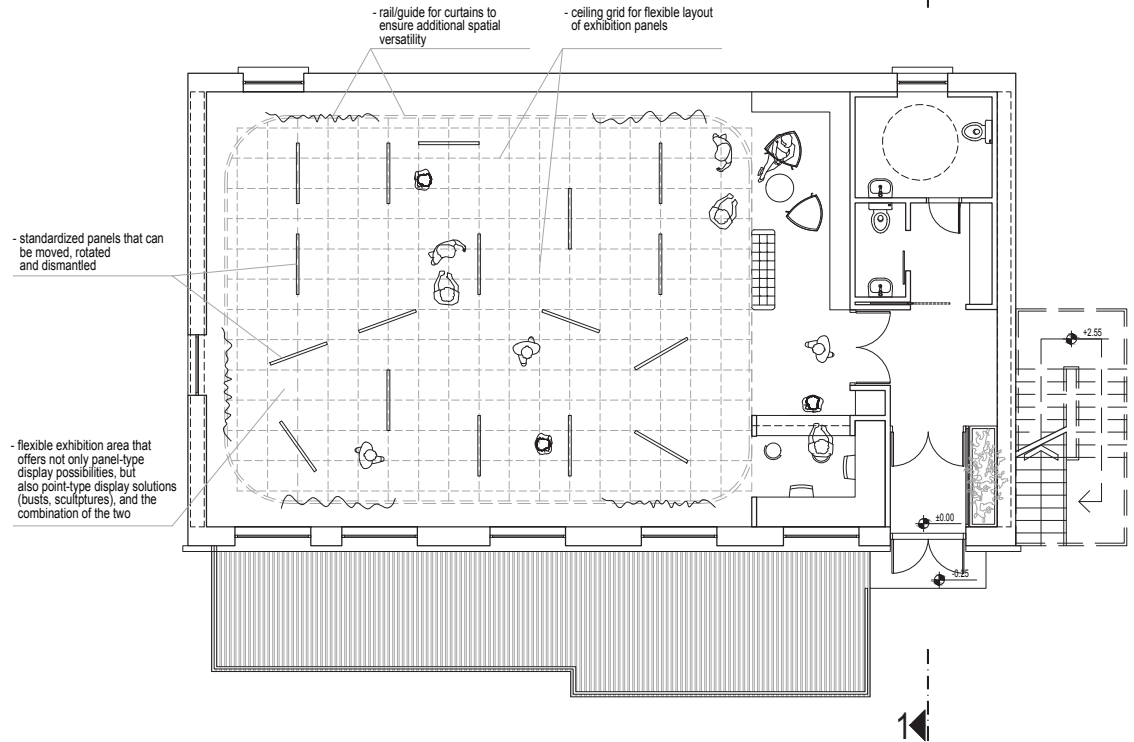 - rail/guide for curtains to
ensure additional spatial
versatility
- ceiling grid for flexible layout
of exhibition panels
- standardized panels that can
be moved, rotated
and dismantled
- flexible exhibition area that
offers not only panel-type
display possibilities, but
also point-type display solutions
(busts, scultptures), and the
combination of the two
+2.55
±0.00
-0.25
1